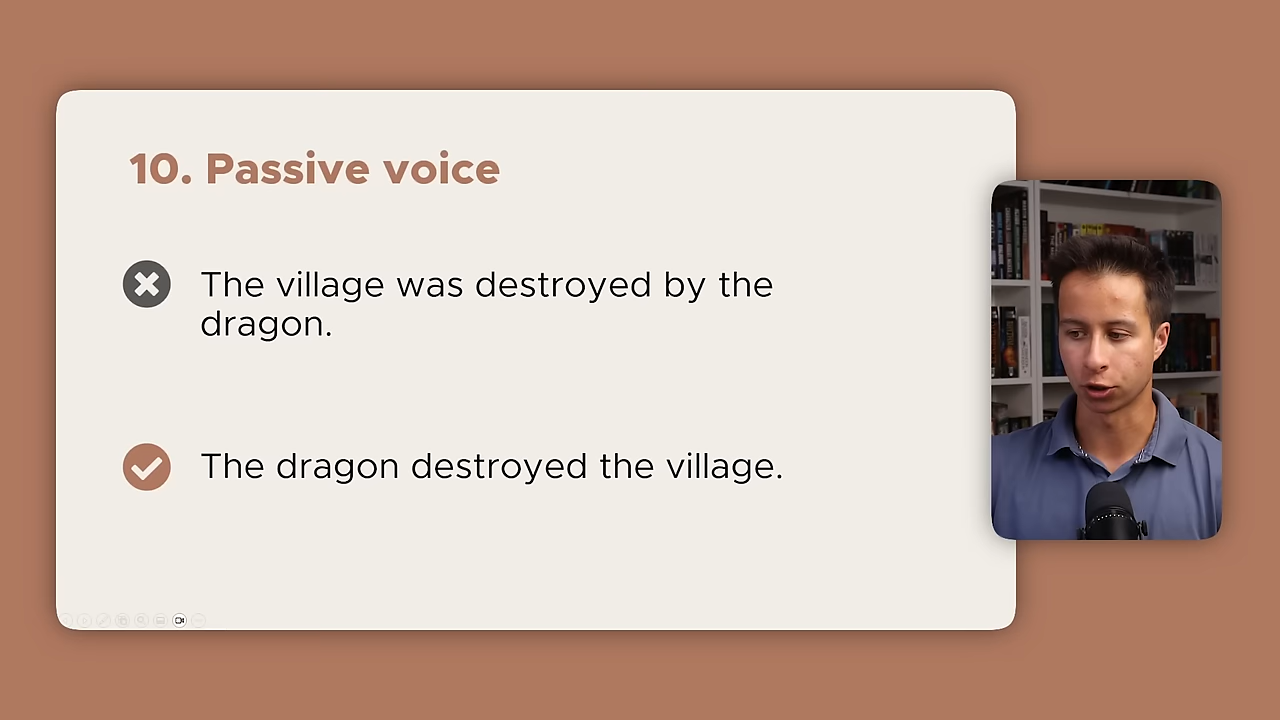 10. Passive voice
The village was destroyed by the
dragon.
The dragon destroyed the village.